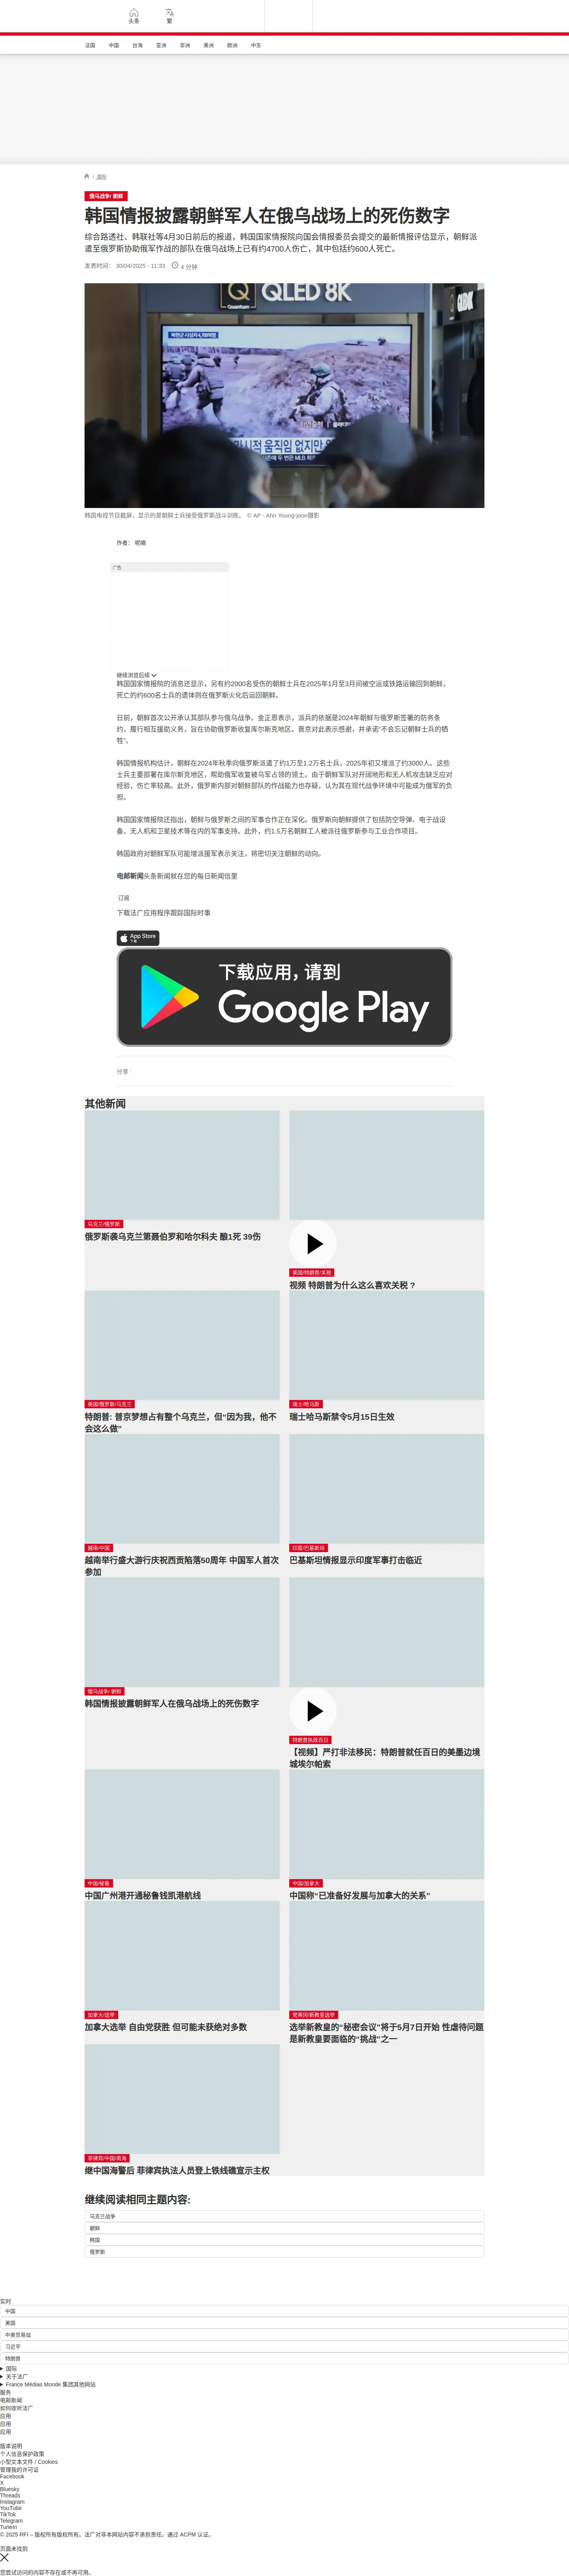 头条
繁
法国
中国
台海
亚洲
非洲
美洲
欧洲
中东
/ 国际
俄乌战争/ 朝鲜
韩国情报披露朝鲜军人在俄乌战场上的死伤数字
综合路透社、韩联社等4月30日前后的报道，韩国国家情报院向国会情报委员会提交的最新情报评估显示，朝鲜派
遣至俄罗斯协助俄军作战的部队在俄乌战场上已有约4700人伤亡，其中包括约600人死亡。
发表时间： 30/04/2025 - 11:33
4 分钟
Q QLED 8K
Quantum
韩国电视节目截屏，显示的是朝鲜士兵接受俄罗斯战斗训练。 © AP - Ahn Young-joon摄影
作者： 呢喃
广告
继续浏览后续
韩国国家情报院的消息还显示，另有约2000名受伤的朝鲜士兵在2025年1月至3月间被空运或铁路运输回到朝鲜，
死亡的约600名士兵的遗体则在俄罗斯火化后运回朝鲜。
日前，朝鲜首次公开承认其部队参与俄乌战争。金正恩表示，派兵的依据是2024年朝鲜与俄罗斯签署的防务条
约，履行相互援助义务，旨在协助俄罗斯收复库尔斯克地区。普京对此表示感谢，并承诺“不会忘记朝鲜士兵的牺
牲”。
韩国情报机构估计，朝鲜在2024年秋季向俄罗斯派遣了约1万至1.2万名士兵，2025年初又增派了约3000人。这些
士兵主要部署在库尔斯克地区，帮助俄军收复被乌军占领的领土。由于朝鲜军队对开阔地形和无人机攻击缺乏应对
经验，伤亡率较高。此外，俄罗斯内部对朝鲜部队的作战能力也存疑，认为其在现代战争环境中可能成为俄军的负
担。
韩国国家情报院还指出，朝鲜与俄罗斯之间的军事合作正在深化。俄罗斯向朝鲜提供了包括防空导弹、电子战设
备、无人机和卫星技术等在内的军事支持。此外，约1.5万名朝鲜工人被派往俄罗斯参与工业合作项目。
韩国政府对朝鲜军队可能增派援军表示关注，将密切关注朝鲜的动向。
电邮新闻头条新闻就在您的每日新闻信里
订阅
下载法广应用程序跟踪国际时事
App Store
下载
下载应用，请到
Google Play
分享 :
其他新闻
乌克兰/俄罗斯
俄罗斯袭乌克兰第聂伯罗和哈尔科夫 酿1死 39伤
美国/特朗普/关税
视频 特朗普为什么这么喜欢关税 ？
美国/俄罗斯/乌克兰
特朗普: 普京梦想占有整个乌克兰，但“因为我，他不
会这么做”
瑞士/哈马斯
瑞士哈马斯禁令5月15日生效
越南/中国
越南举行盛大游行庆祝西贡陷落50周年 中国军人首次
参加
印度/巴基斯坦
巴基斯坦情报显示印度军事打击临近
俄乌战争/ 朝鲜
韩国情报披露朝鲜军人在俄乌战场上的死伤数字
特朗普执政百日
【视频】严打非法移民：特朗普就任百日的美墨边境
城埃尔帕索
中国/秘鲁
中国广州港开通秘鲁钱凯港航线
中国/加拿大
中国称“已准备好发展与加拿大的关系”
加拿大/选举
加拿大选举 自由党获胜 但可能未获绝对多数
梵蒂冈/新教皇选举
选举新教皇的“秘密会议”将于5月7日开始 性虐待问题
是新教皇要面临的“挑战”之一
菲律宾/中国/南海
继中国海警后 菲律宾执法人员登上铁线礁宣示主权
继续阅读相同主题内容:
乌克兰战争
朝鲜
韩国
俄罗斯
实时
中国
美国
中美贸易战
习近平
特朗普
国际
关于法广
France Médias Monde 集团其他网站
服务
电邮新闻
如何收听法广
应用
应用
应用
版本说明
个人信息保护政策
小型文本文件 / Cookies
管理我的许可证
Facebook
X
Bluesky
Threads
Instagram
YouTube
TikTok
Telegram
TuneIn
© 2025 RFI – 版权所有版权所有。法广对非本网站内容不承担责任。通过 ACPM 认证。
页面未找到
您尝试访问的内容不存在或不再可用。